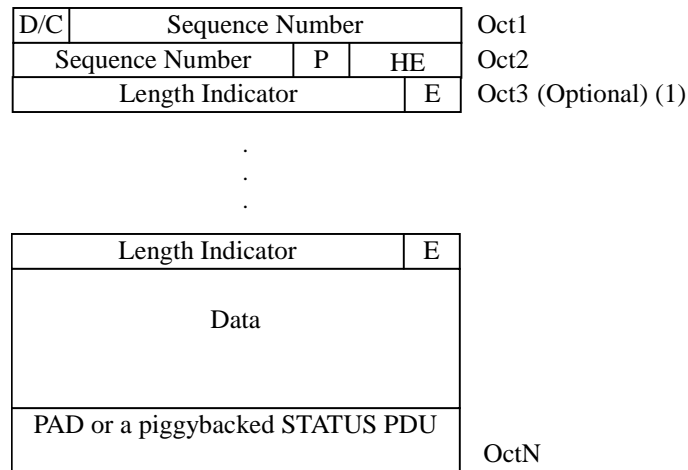 D/C Sequence Number Oct1
Sequence Number P HE Oct2
Length Indicator E Oct3 (Optional) (1)
.
.
.
Length Indicator E
Data
PAD or a piggybacked STATUS PDU
OctN